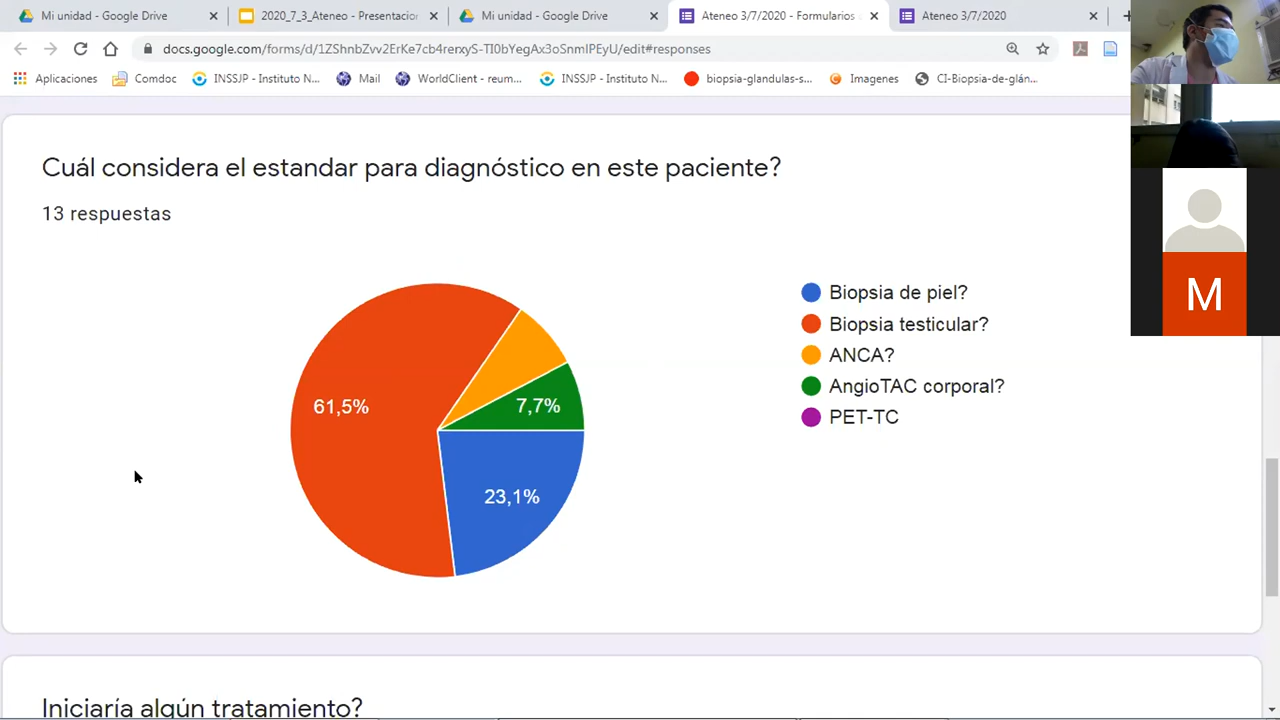 Mi unidad - Google Drive
2020_7_3_Ateneo - Presentacion
Mi unidad - Google Drive
Ateneo 3/7/2020 - Formularios
Ateneo 3/7/2020
docs.google.com/forms/d/1ZShnbZvv2ErKe7cb4rerxyS-TI0bYegAx3oSnmIPEyU/edit#responses
Aplicaciones
Comdoc
INSSJP - Instituto N...
Mail
WorldClient - reum...
INSSJP - Instituto N...
biopsia-glandulas-s...
Imagenes
CI-Biopsia-de-glán...
Cuál considera el estandar para diagnóstico en este paciente?
13 respuestas
Biopsia de piel?
Biopsia testicular?
ANCA?
AngioTAC corporal?
PET-TC
61,5%
7,7%
23,1%
M
Iniciaría algún tratamiento?